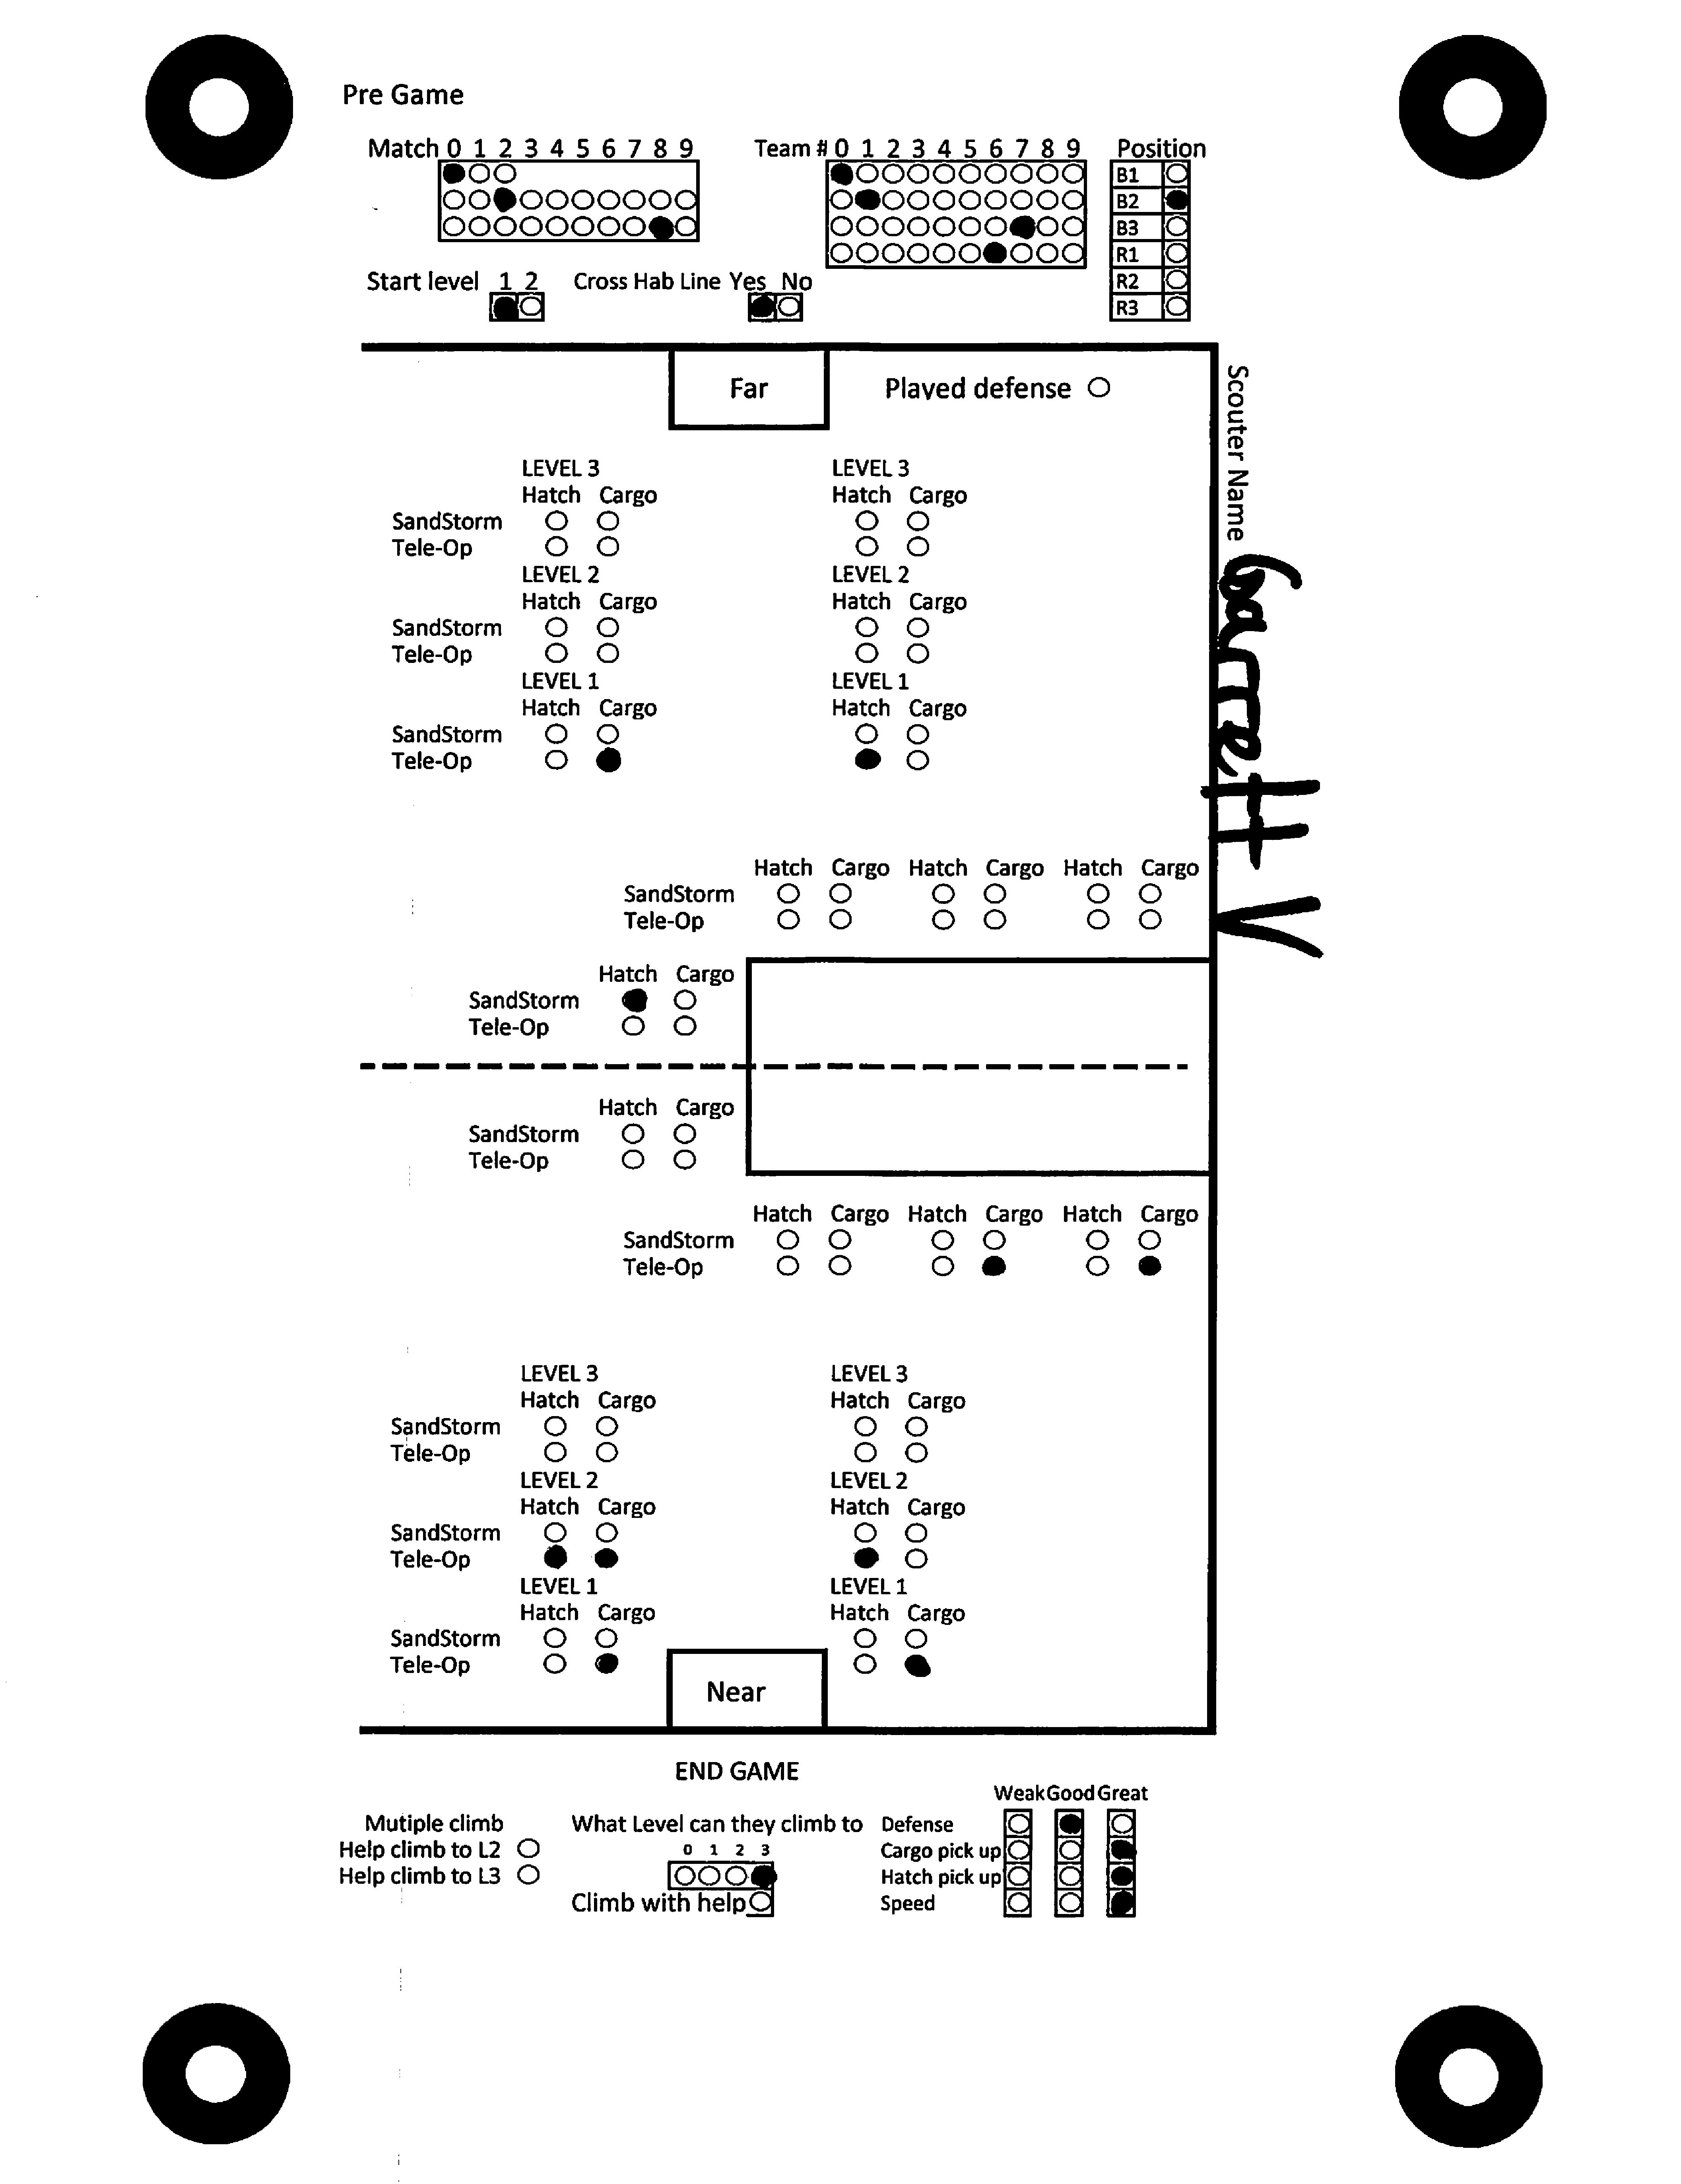 Pre Game
Match 0 1 2 3 4 5 6 7 8 9
Team # 0 1 2 3 4 5 6 7 8 9
Position
B1
B2
B3
R1
R2
R3
Start level 1 2
Cross Hab Line Yes No
Far
Played defense
Scouter Name Garrett V
LEVEL 3 LEVEL 3
Hatch Cargo Hatch Cargo
SandStorm
Tele-Op
LEVEL 2 LEVEL 2
Hatch Cargo Hatch Cargo
SandStorm
Tele-Op
LEVEL 1 LEVEL 1
Hatch Cargo Hatch Cargo
SandStorm
Tele-Op
Hatch Cargo Hatch Cargo Hatch Cargo
SandStorm
Tele-Op
Hatch Cargo
SandStorm
Tele-Op
Hatch Cargo
SandStorm
Tele-Op
Hatch Cargo Hatch Cargo Hatch Cargo
SandStorm
Tele-Op
LEVEL 3 LEVEL 3
Hatch Cargo Hatch Cargo
SandStorm
Tele-Op
LEVEL 2 LEVEL 2
Hatch Cargo Hatch Cargo
SandStorm
Tele-Op
LEVEL 1 LEVEL 1
Hatch Cargo Hatch Cargo
SandStorm
Tele-Op
Near
END GAME
Mutiple climb
Help climb to L2
Help climb to L3
What Level can they climb to
0 1 2 3
Climb with help
Weak Good Great
Defense
Cargo pick up
Hatch pick up
Speed